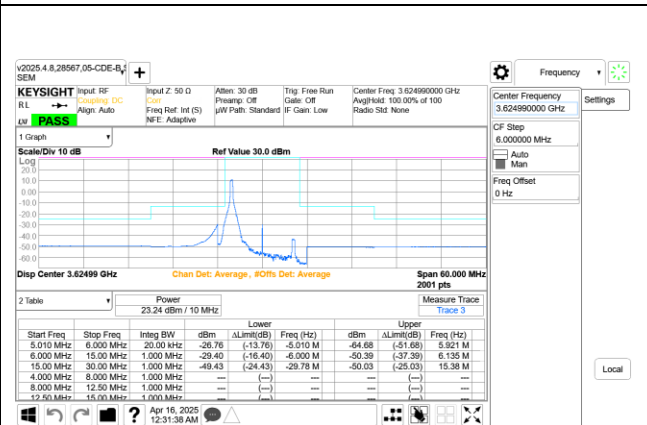 v2025.4.8,28567,05-CDE-B,S
SEM
Frequency
KEYSIGHT
RL
PASS
Input: RF
Coupling: DC
Align: Auto
Input Z: 50 Ω
Corr
Freq Ref: Int (S)
NFE: Adaptive
Atten: 30 dB
Preamp: Off
µW Path: Standard
Trig: Free Run
Gate: Off
IF Gain: Low
Center Freq: 3.624990000 GHz
Avg|Hold: 100.00% of 100
Radio Std: None
Center Frequency
3.624990000 GHz
Settings
CF Step
6.000000 MHz
Auto
Man
Freq Offset
0 Hz
1 Graph
Scale/Div 10 dB
Ref Value 30.0 dBm
Log
20.0
10.0
0.00
-10.0
-20.0
-30.0
-40.0
-50.0
-60.0
Disp Center 3.62499 GHz
Chan Det: Average , #Offs Det: Average
Span 60.000 MHz
2001 pts
2 Table
Power
23.24 dBm / 10 MHz
Measure Trace
Trace 3
Lower Upper
Start Freq Stop Freq Integ BW dBm ΔLimit(dB) Freq (Hz) dBm ΔLimit(dB) Freq (Hz)
5.010 MHz 6.000 MHz 20.00 kHz -26.76 (-13.76) -5.010 M -64.68 (-51.68) 5.921 M
6.000 MHz 15.00 MHz 1.000 MHz -29.40 (-16.40) -6.000 M -50.39 (-37.39) 6.135 M
15.00 MHz 30.00 MHz 1.000 MHz -49.43 (-24.43) -29.78 M -50.03 (-25.03) 15.38 M
4.000 MHz 8.000 MHz 1.000 MHz --- (---) --- --- (---) ---
8.000 MHz 12.50 MHz 1.000 MHz --- (---) --- --- (---) ---
12.50 MHz 15.00 MHz 1.000 MHz --- (---) --- --- (---) ---
Local
Apr 16, 2025
12:31:38 AM